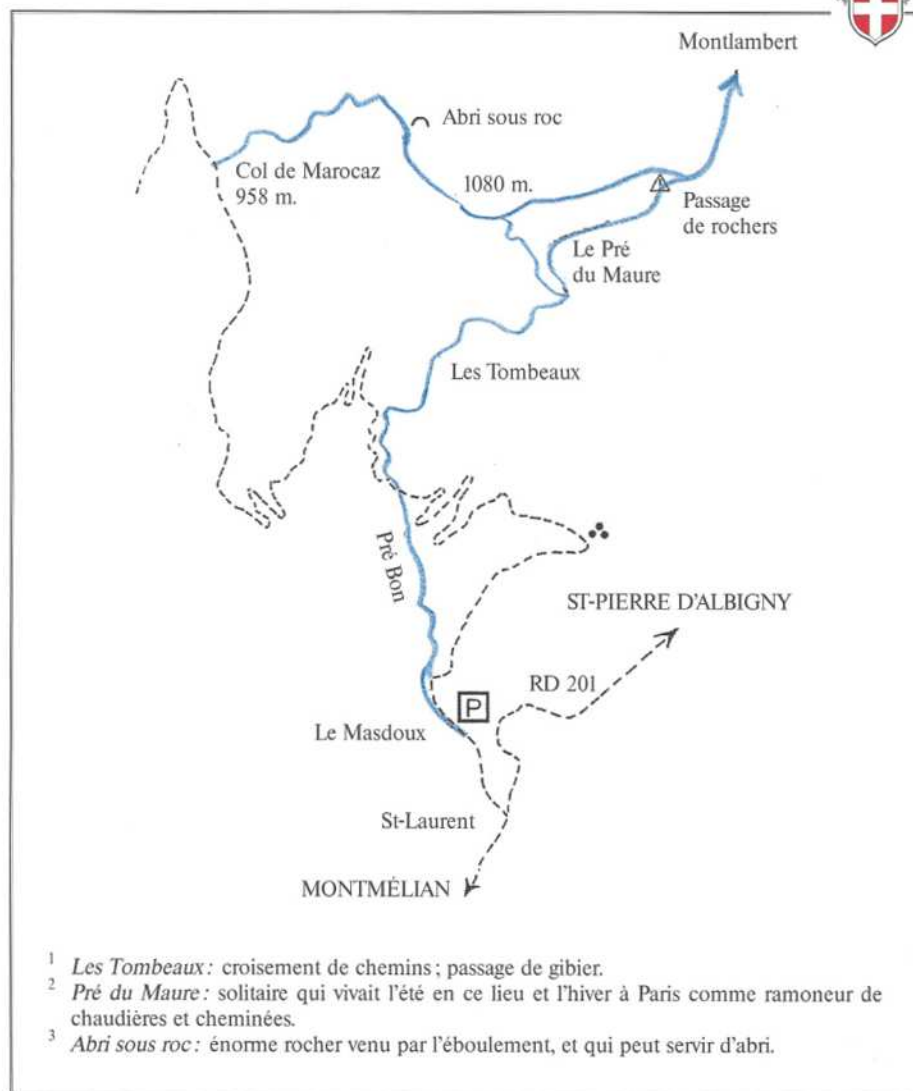 Montlambert
Abri sous roc
Col de Marocaz
958 m.
1080 m.
Passage
de rochers
Le Pré
du Maure
Les Tombeaux
Pré Bon
ST-PIERRE D'ALBIGNY
RD 201
P
Le Masdoux
St-Laurent
MONTMÉLIAN
1 Les Tombeaux : croisement de chemins ; passage de gibier.
2 Pré du Maure : solitaire qui vivait l'été en ce lieu et l'hiver à Paris comme ramoneur de
chaudières et cheminées.
3 Abri sous roc : énorme rocher venu par l'éboulement, et qui peut servir d'abri.